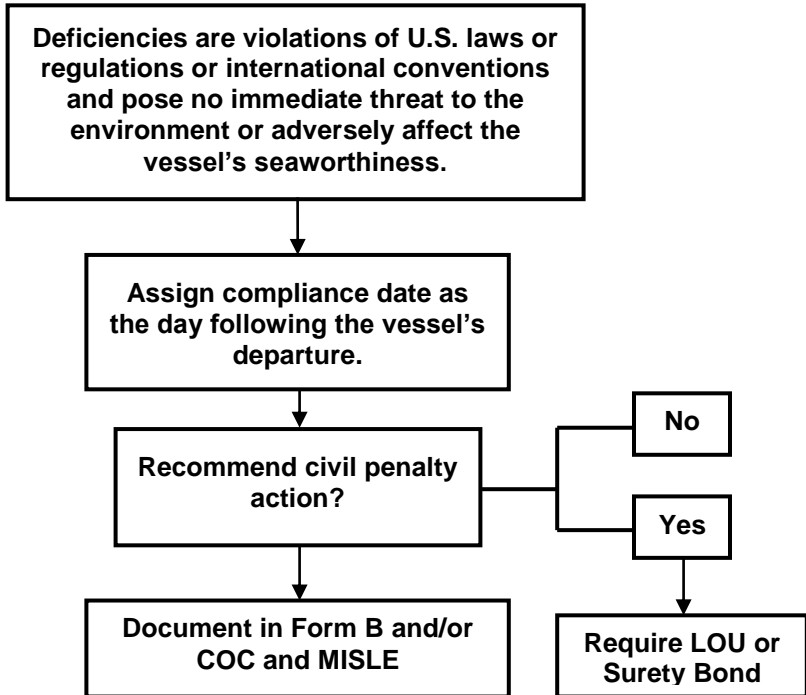 Deficiencies are violations of U.S. laws or
regulations or international conventions
and pose no immediate threat to the
environment or adversely affect the
vessel’s seaworthiness.
Assign compliance date as
the day following the vessel’s
departure.
Recommend civil penalty
action?
No
Yes
Document in Form B and/or
COC and MISLE
Require LOU or
Surety Bond